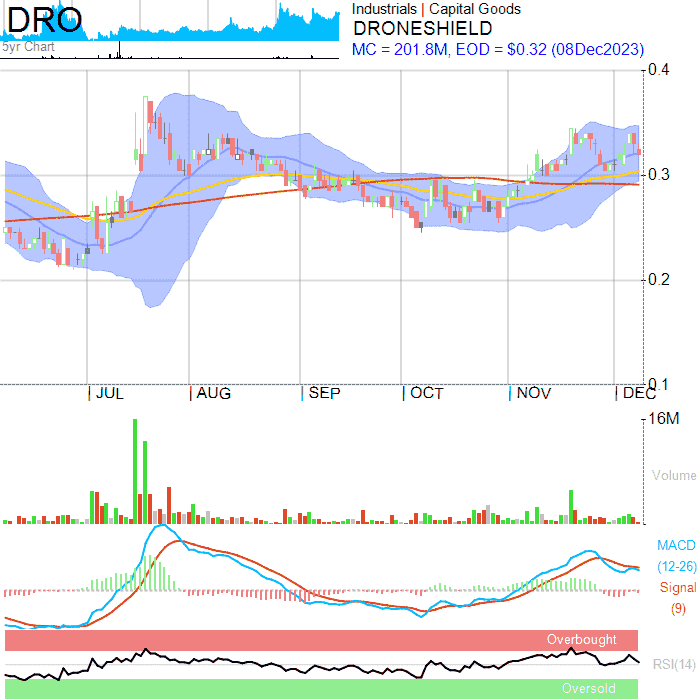 DRO
5yr Chart
Industrials | Capital Goods
DRONESHIELD
MC = 201.8M, EOD = $0.32 (08Dec2023)
0.4
0.3
0.2
0.1
JUL AUG SEP OCT NOV DEC
16M
Volume
MACD
(12-26)
Signal
(9)
Overbought
RSI(14)
Oversold